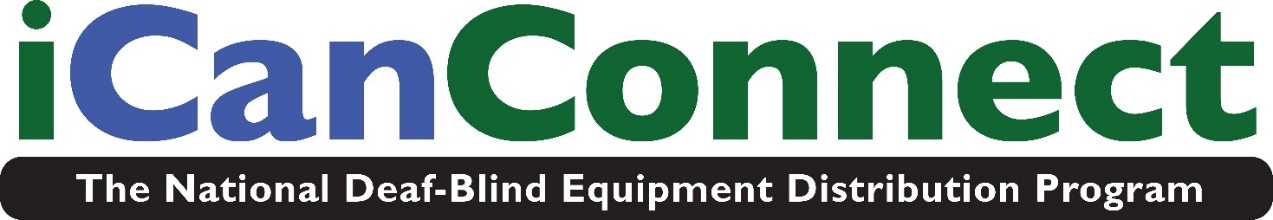 iCanConnect
The National Deaf-Blind Equipment Distribution Program